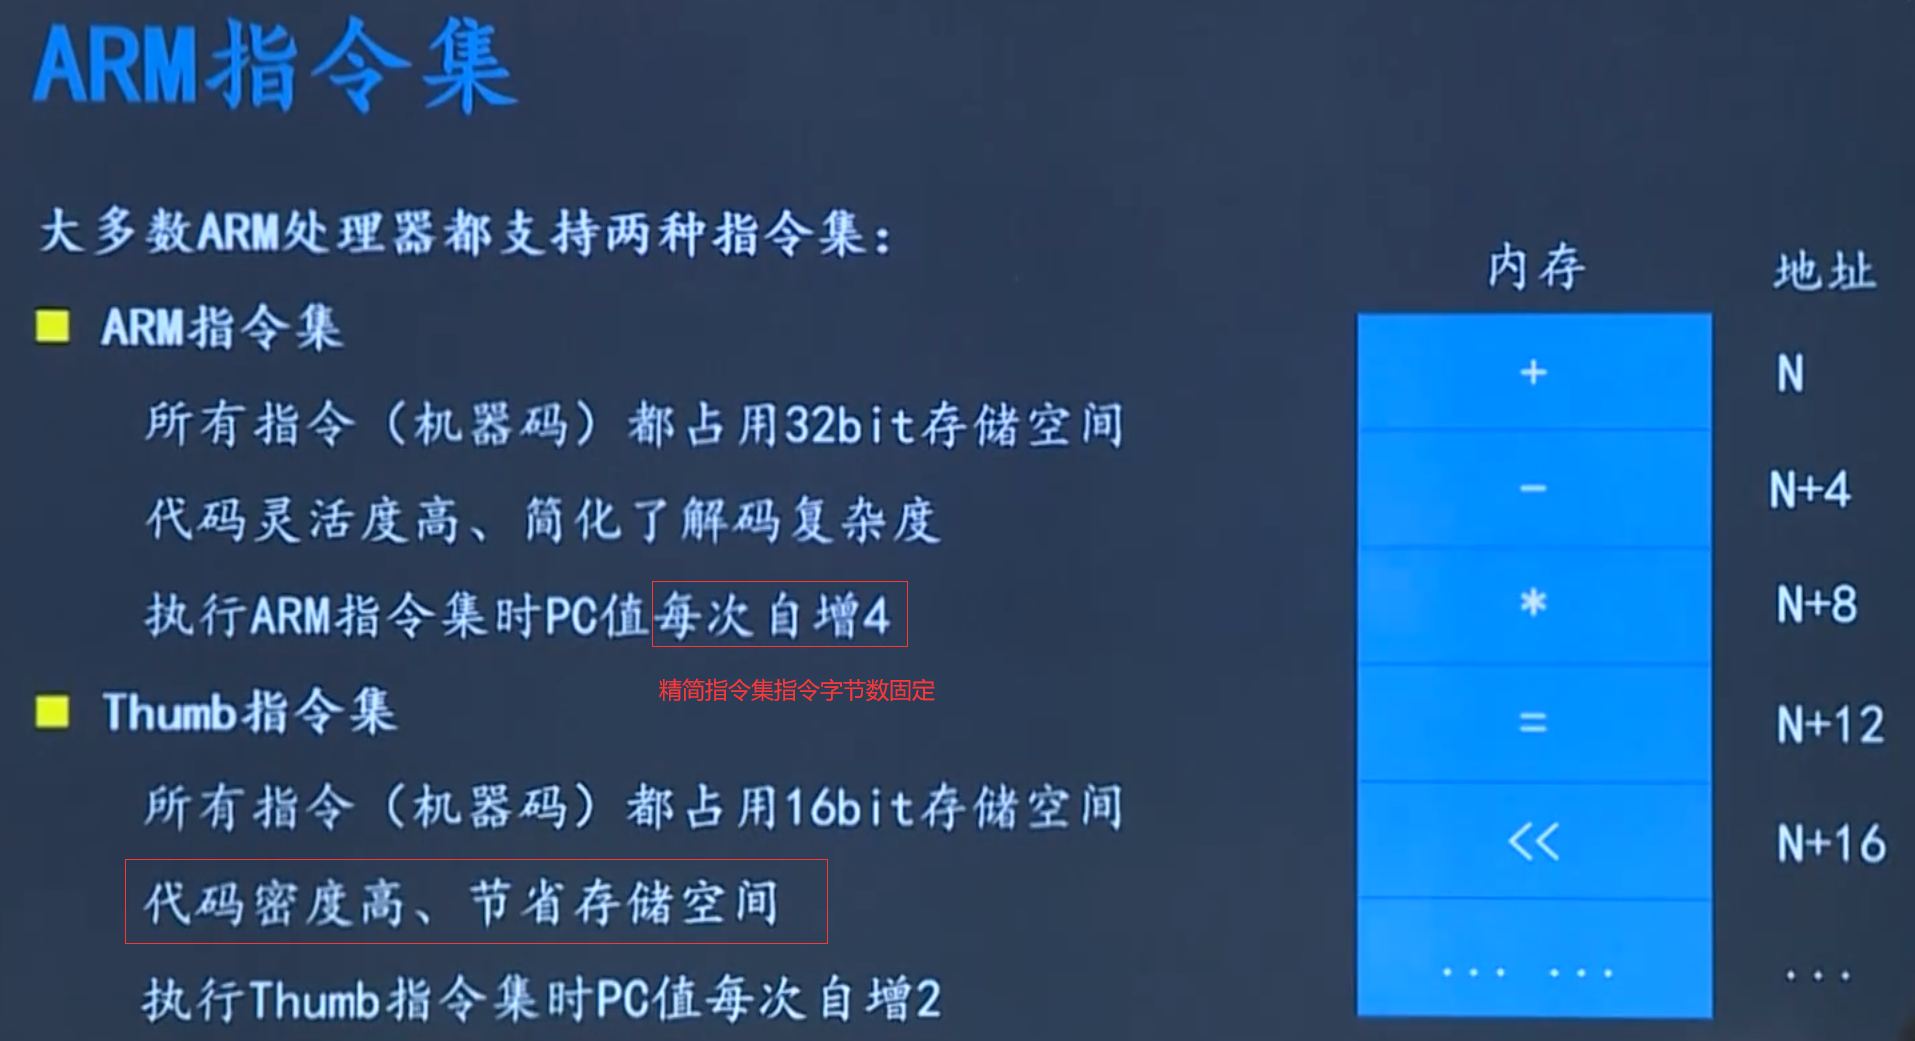 ARM指令集
大多数ARM处理器都支持两种指令集：
ARM指令集
所有指令（机器码）都占用32bit存储空间
代码灵活度高、简化了解码复杂度
执行ARM指令集时PC值每次自增4
精简指令集指令字节数固定
Thumb指令集
所有指令（机器码）都占用16bit存储空间
代码密度高、节省存储空间
执行Thumb指令集时PC值每次自增2
内存 地址
+ N
- N+4
* N+8
= N+12
<< N+16
... ... ...